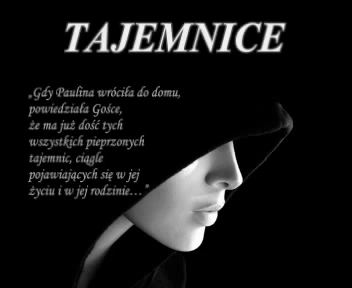 TAJEMNICE
„Gdy Paulina wróciła do domu,
powiedziała Gośce,
że ma już dość tych
wszystkich pieprzonych
tajemnic, ciągle
pojawiających się w jej
życiu i w jej rodzinie…”